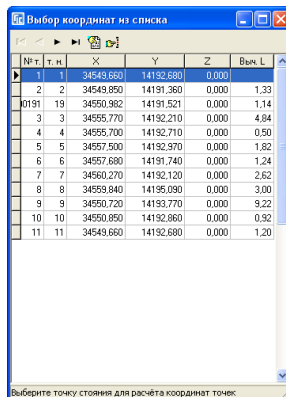 Выбор координат из списка
№ т. т. н. X Y Z Выч. L
1 1 34549,660 14192,680 0,000
2 2 34549,850 14191,360 0,000 1,33
0191 19 34550,982 14191,521 0,000 1,14
3 3 34555,770 14192,210 0,000 4,84
4 4 34555,700 14192,710 0,000 0,50
5 5 34557,500 14192,970 0,000 1,82
6 6 34557,680 14191,740 0,000 1,24
7 7 34560,270 14192,120 0,000 2,62
8 8 34559,840 14195,090 0,000 3,00
9 9 34550,720 14193,770 0,000 9,22
10 10 34550,850 14192,860 0,000 0,92
11 11 34549,660 14192,680 0,000 1,20
Выберите точку стояния для расчёта координат точек